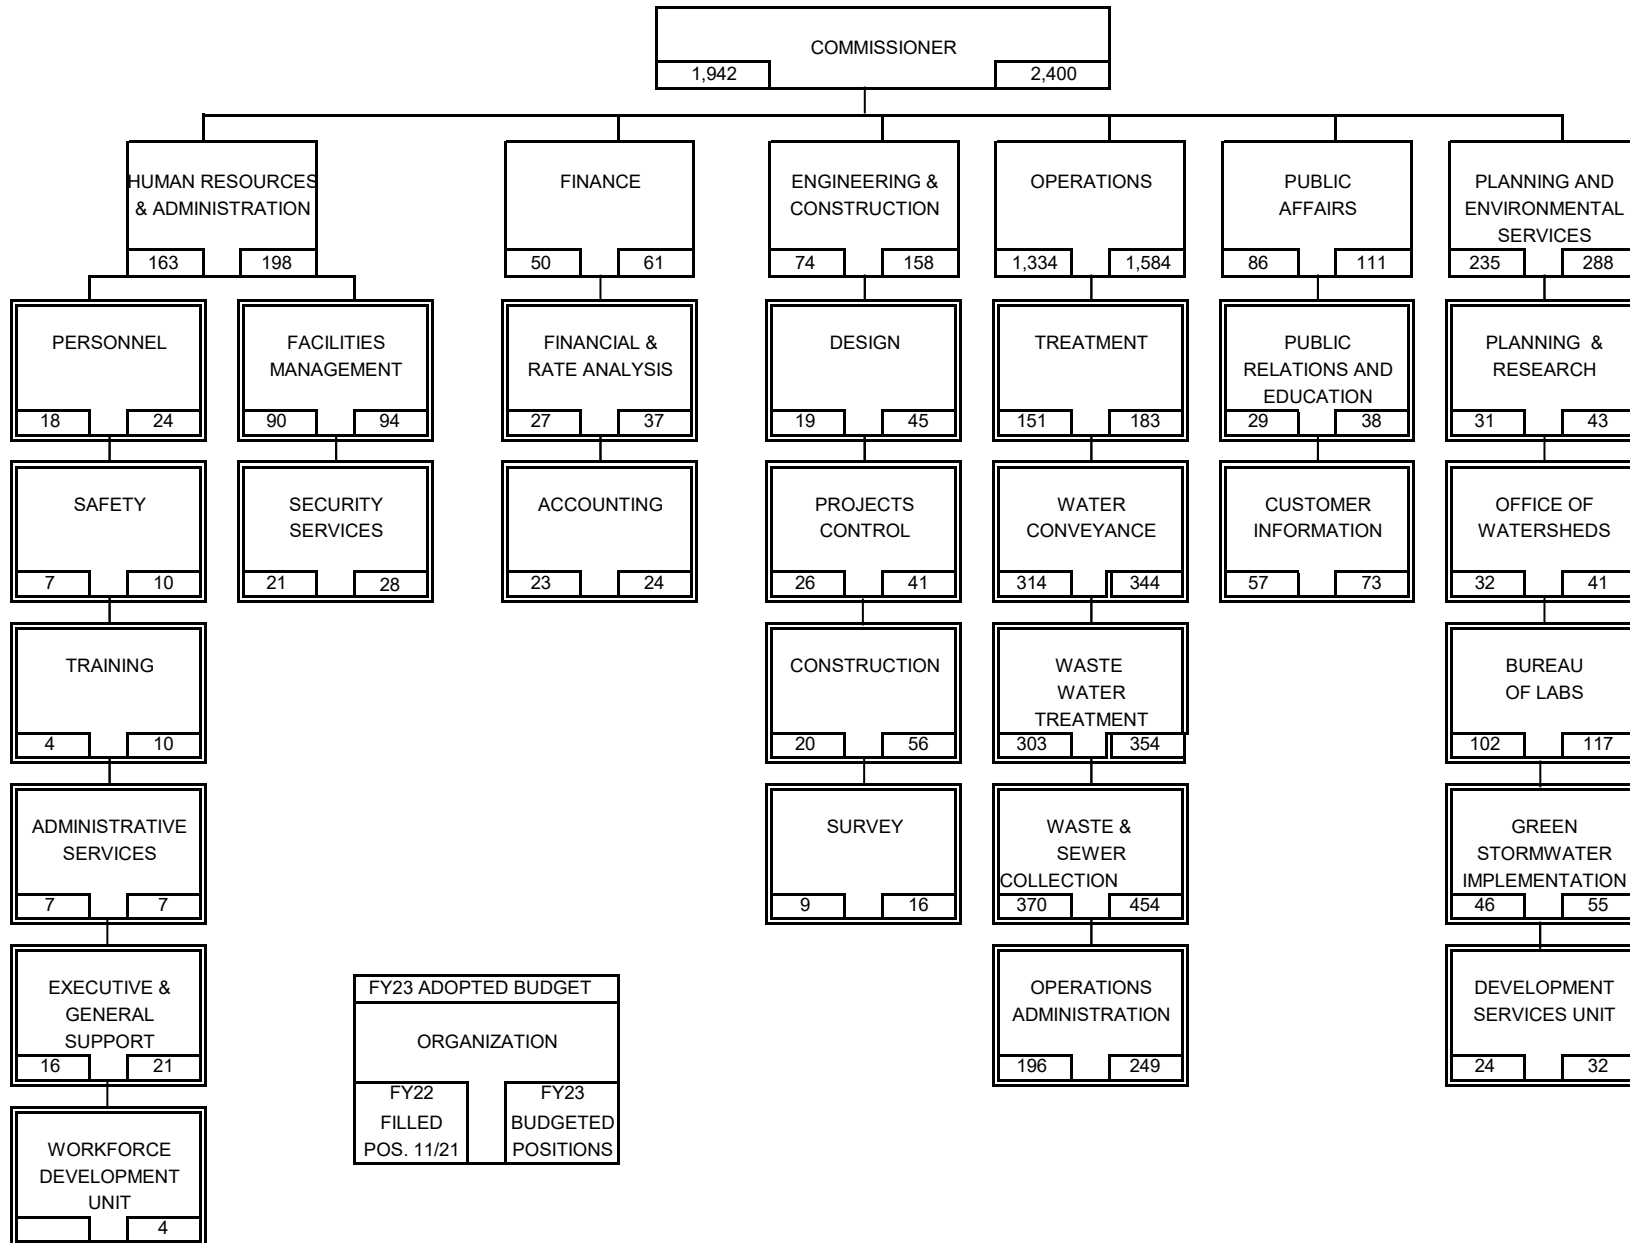 COMMISSIONER
1,942 2,400
HUMAN RESOURCES
& ADMINISTRATION
163 198
FINANCE
50 61
ENGINEERING &
CONSTRUCTION
74 158
OPERATIONS
1,334 1,584
PUBLIC
AFFAIRS
86 111
PLANNING AND
ENVIRONMENTAL
SERVICES
235 288
PERSONNEL
18 24
FACILITIES
MANAGEMENT
90 94
FINANCIAL &
RATE ANALYSIS
27 37
DESIGN
19 45
TREATMENT
151 183
PUBLIC
RELATIONS AND
EDUCATION
29 38
PLANNING &
RESEARCH
31 43
SAFETY
7 10
SECURITY
SERVICES
21 28
ACCOUNTING
23 24
PROJECTS
CONTROL
26 41
WATER
CONVEYANCE
314 344
CUSTOMER
INFORMATION
57 73
OFFICE OF
WATERSHEDS
32 41
TRAINING
4 10
CONSTRUCTION
20 56
WASTE
WATER
TREATMENT
303 354
BUREAU
OF LABS
102 117
ADMINISTRATIVE
SERVICES
7 7
SURVEY
9 16
WASTE &
SEWER
COLLECTION
370 454
GREEN
STORMWATER
IMPLEMENTATION
46 55
EXECUTIVE &
GENERAL
SUPPORT
16 21
FY23 ADOPTED BUDGET
ORGANIZATION
FY22 FY23
FILLED BUDGETED
POS. 11/21 POSITIONS
OPERATIONS
ADMINISTRATION
196 249
DEVELOPMENT
SERVICES UNIT
24 32
WORKFORCE
DEVELOPMENT
UNIT
4